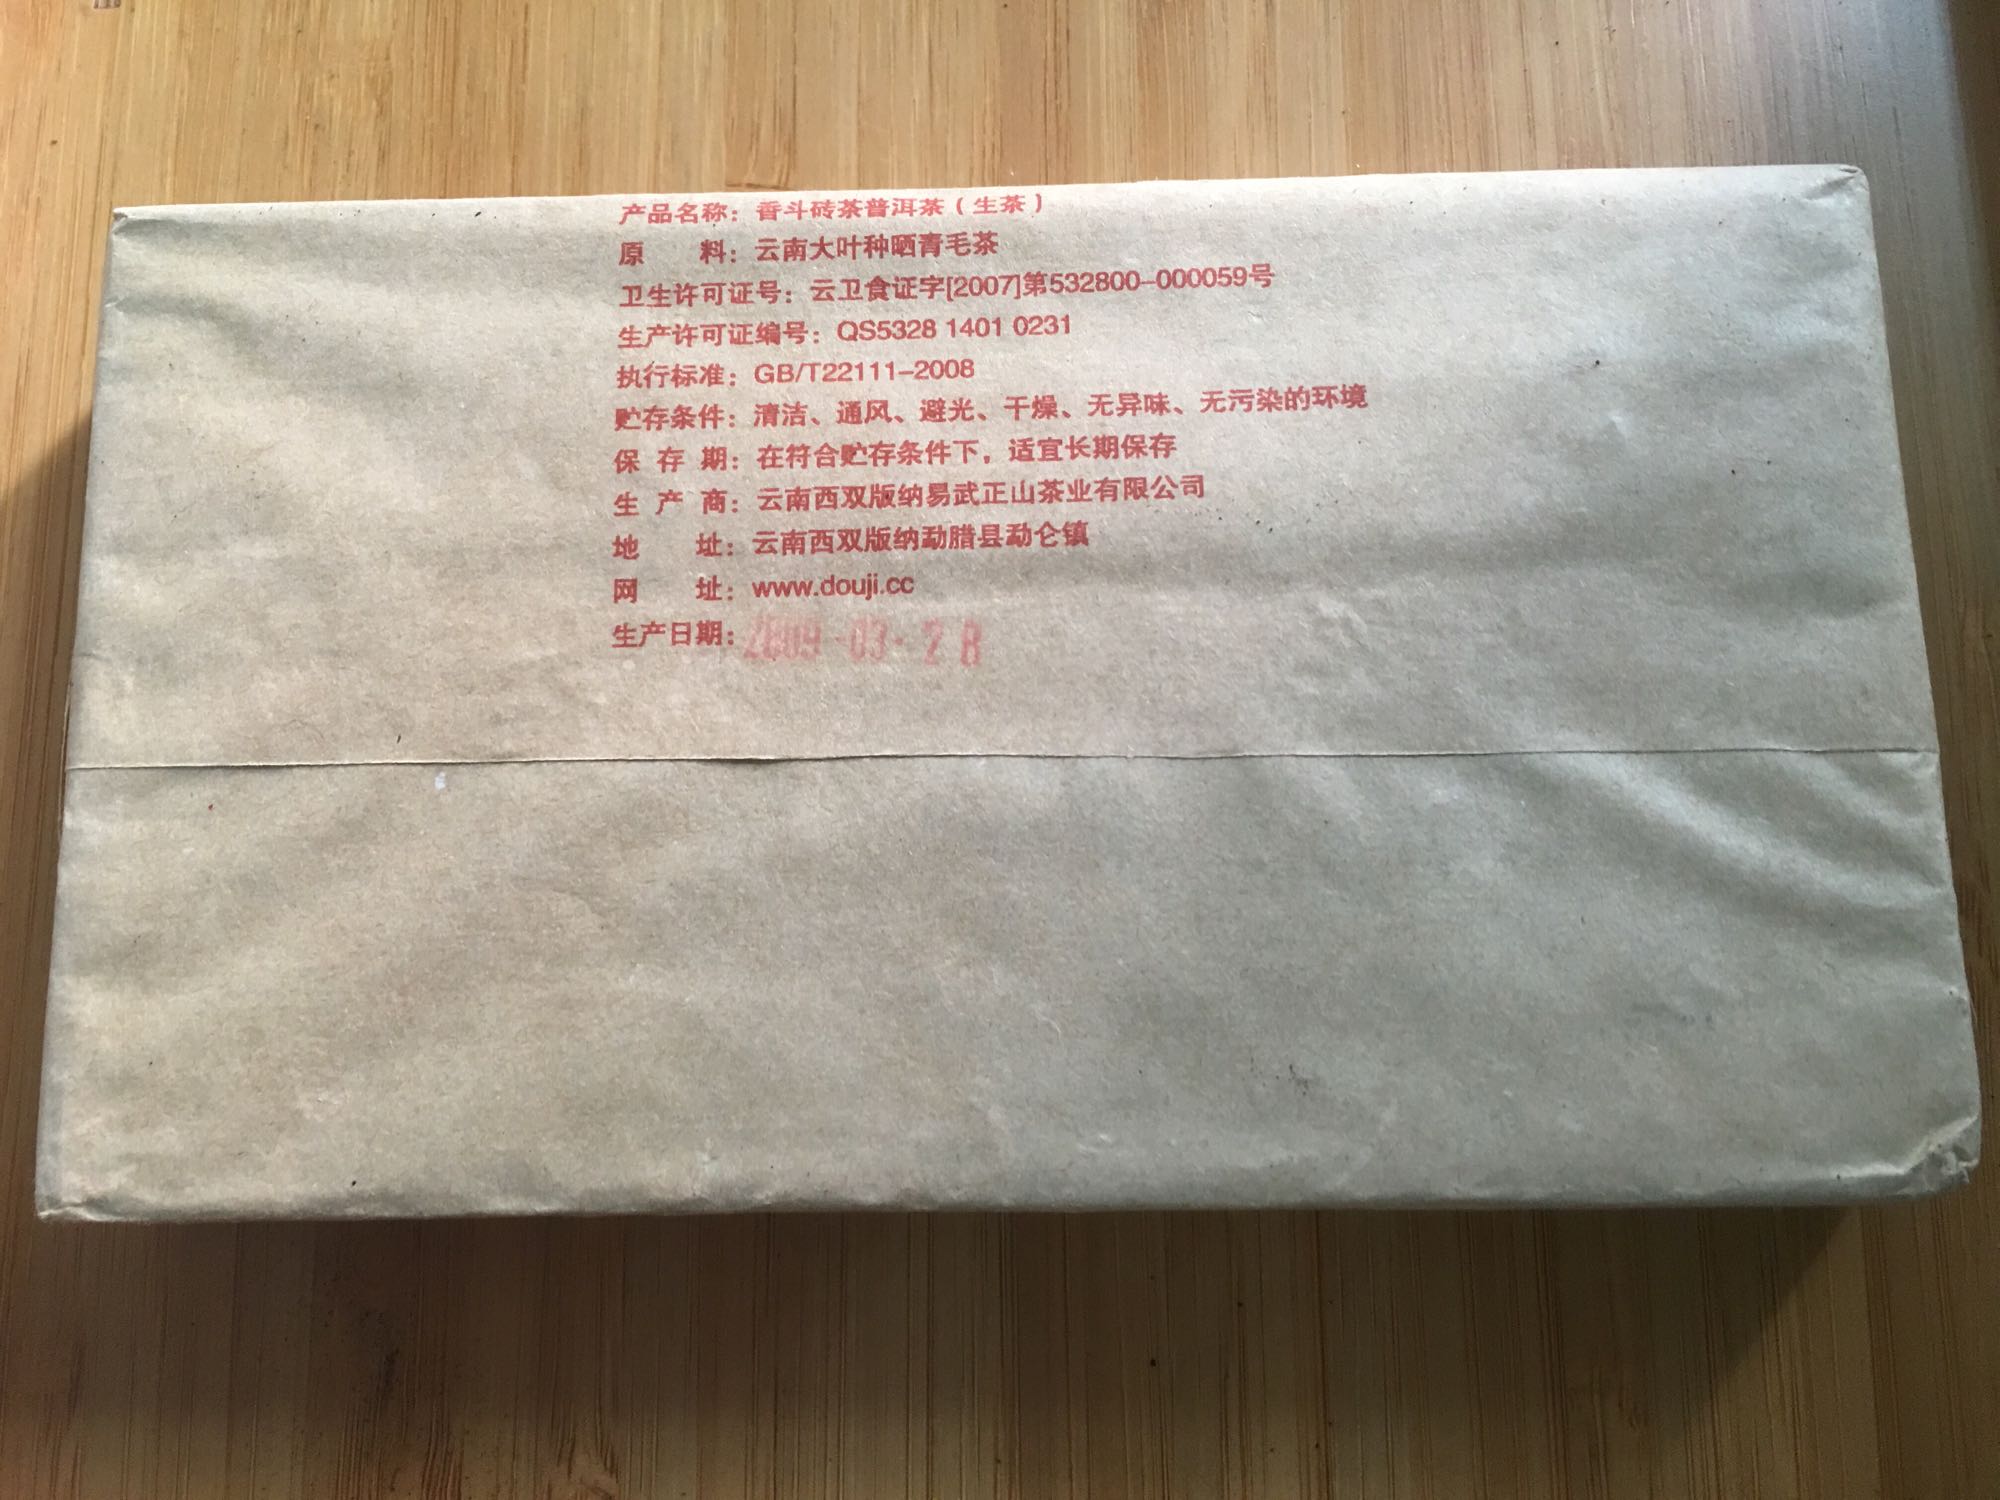 产品名称：香斗砖茶普洱茶（生茶）
原 料：云南大叶种晒青毛茶
卫生许可证号：云卫食证字[2007]第532800-000059号
生产许可证编号：QS5328 1401 0231
执行标准：GB/T22111-2008
贮存条件：清洁、通风、避光、干燥、无异味、无污染的环境
保 存 期：在符合贮存条件下，适宜长期保存
生 产 商：云南西双版纳易武正山茶业有限公司
地 址：云南西双版纳勐腊县勐仑镇
网 址：www.douji.cc
生产日期：2009-03-28